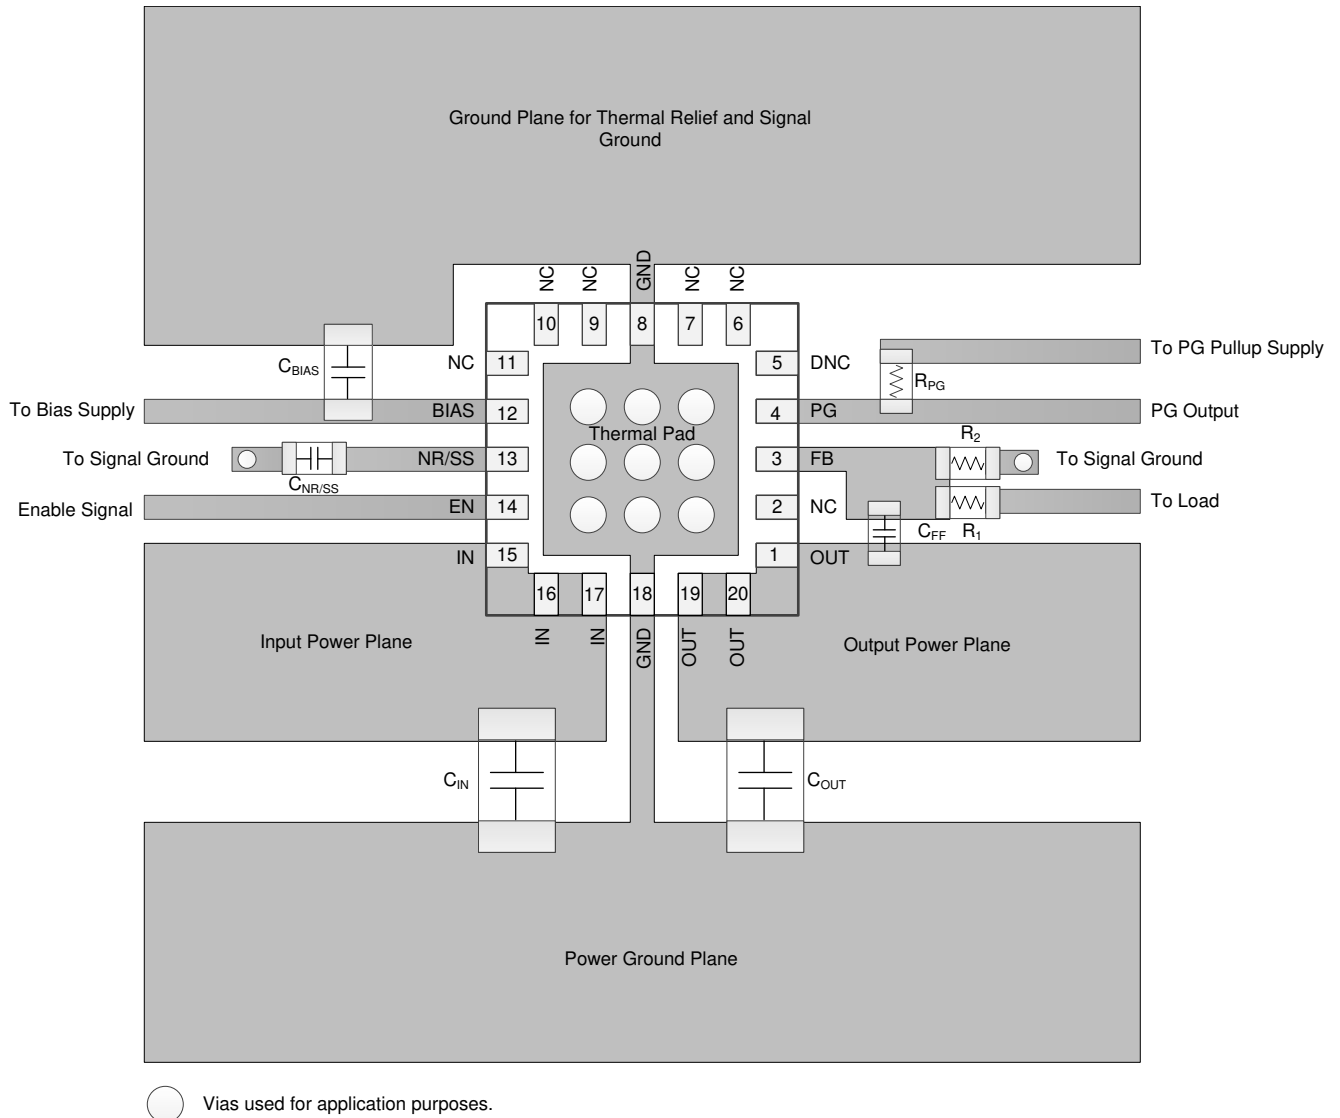 Ground Plane for Thermal Relief and Signal
Ground
NC
NC
GND
NC
NC
10
9
8
7
6
C_BIAS
NC
11
5
DNC
To PG Pullup Supply
R_PG
To Bias Supply
BIAS
12
4
PG
PG Output
Thermal Pad
R_2
To Signal Ground
NR/SS
13
3
FB
To Signal Ground
C_NR/SS
Enable Signal
EN
14
2
NC
To Load
C_FF
R_1
IN
15
1
OUT
16
17
18
19
20
IN
IN
GND
OUT
OUT
Input Power Plane
Output Power Plane
C_IN
C_OUT
Power Ground Plane
Vias used for application purposes.